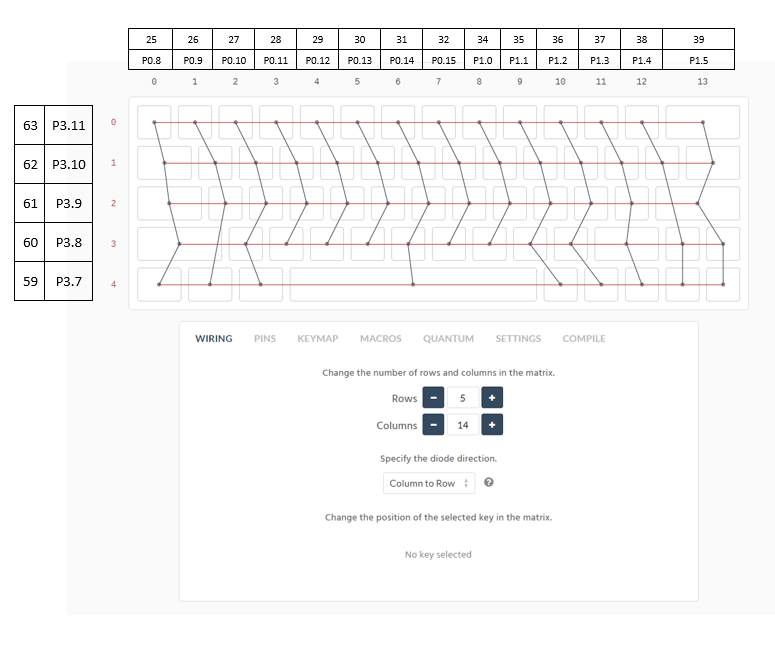 25 26 27 28 29 30 31 32 34 35 36 37 38 39
P0.8 P0.9 P0.10 P0.11 P0.12 P0.13 P0.14 P0.15 P1.0 P1.1 P1.2 P1.3 P1.4 P1.5
0 1 2 3 4 5 6 7 8 9 10 11 12 13
63 P3.11 0
62 P3.10 1
61 P3.9 2
60 P3.8 3
59 P3.7 4
WIRING PINS KEYMAP MACROS QUANTUM SETTINGS COMPILE
Change the number of rows and columns in the matrix.
Rows - 5 +
Columns - 14 +
Specify the diode direction.
Column to Row ?
Change the position of the selected key in the matrix.
No key selected